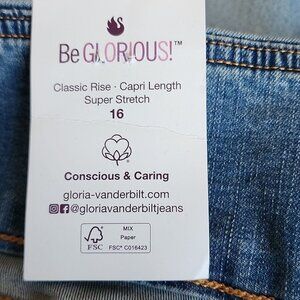 Be GLORIOUS!™
Classic Rise · Capri Length
Super Stretch
16
Conscious & Caring
gloria-vanderbilt.com
@gloriavanderbiltjeans
FSC
MIX
Paper
FSC® C016423